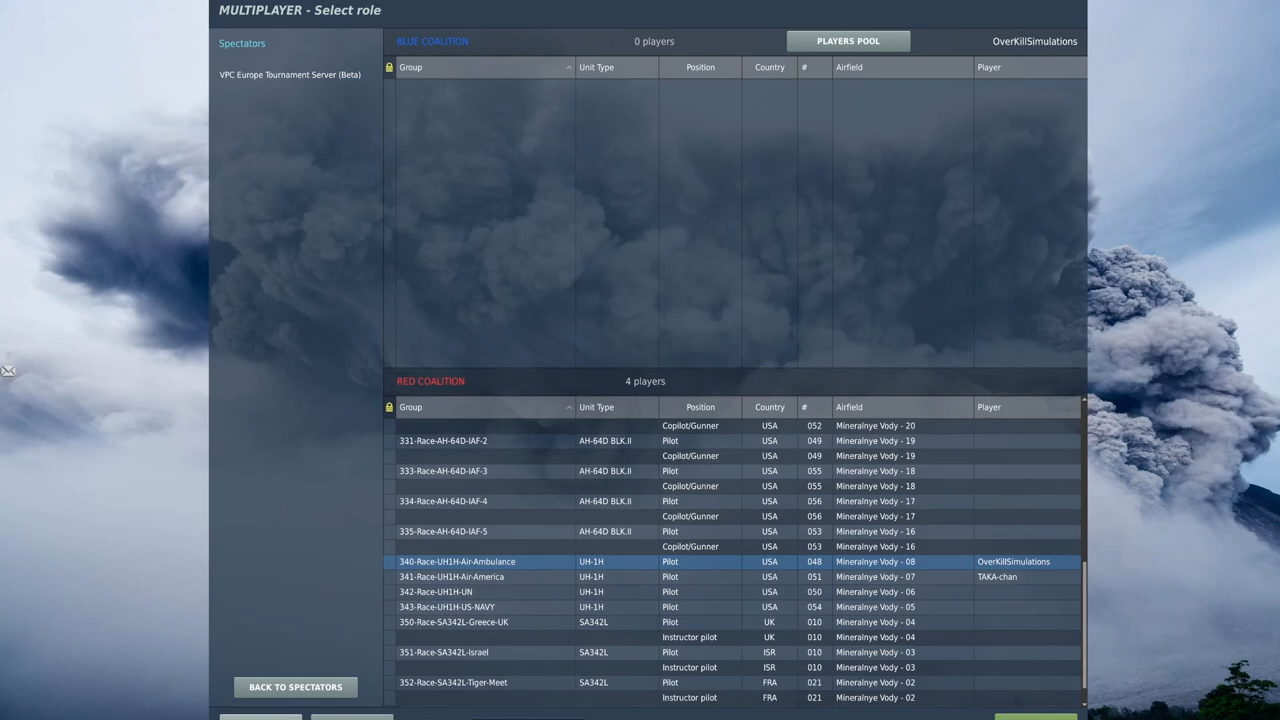 MULTIPLAYER - Select role
Spectators
VPC Europe Tournament Server (Beta)
BLUE COALITION 0 players PLAYERS POOL OverKillSimulations
Group Unit Type Position Country # Airfield Player
RED COALITION 4 players
Group Unit Type Position Country # Airfield Player
Copilot/Gunner USA 052 Mineralnye Vody - 20
331-Race-AH-64D-IAF-2 AH-64D BLK.II Pilot USA 049 Mineralnye Vody - 19
Copilot/Gunner USA 049 Mineralnye Vody - 19
333-Race-AH-64D-IAF-3 AH-64D BLK.II Pilot USA 055 Mineralnye Vody - 18
Copilot/Gunner USA 055 Mineralnye Vody - 18
334-Race-AH-64D-IAF-4 AH-64D BLK.II Pilot USA 056 Mineralnye Vody - 17
Copilot/Gunner USA 056 Mineralnye Vody - 17
335-Race-AH-64D-IAF-5 AH-64D BLK.II Pilot USA 053 Mineralnye Vody - 16
Copilot/Gunner USA 053 Mineralnye Vody - 16
340-Race-UH1H-Air-Ambulance UH-1H Pilot USA 048 Mineralnye Vody - 08 OverKillSimulations
341-Race-UH1H-Air-America UH-1H Pilot USA 051 Mineralnye Vody - 07 TAKA-chan
342-Race-UH1H-UN UH-1H Pilot USA 050 Mineralnye Vody - 06
343-Race-UH1H-US-NAVY UH-1H Pilot USA 054 Mineralnye Vody - 05
350-Race-SA342L-Greece-UK SA342L Pilot UK 010 Mineralnye Vody - 04
Instructor pilot UK 010 Mineralnye Vody - 04
351-Race-SA342L-Israel SA342L Pilot ISR 010 Mineralnye Vody - 03
Instructor pilot ISR 010 Mineralnye Vody - 03
352-Race-SA342L-Tiger-Meet SA342L Pilot FRA 021 Mineralnye Vody - 02
Instructor pilot FRA 021 Mineralnye Vody - 02
BACK TO SPECTATORS